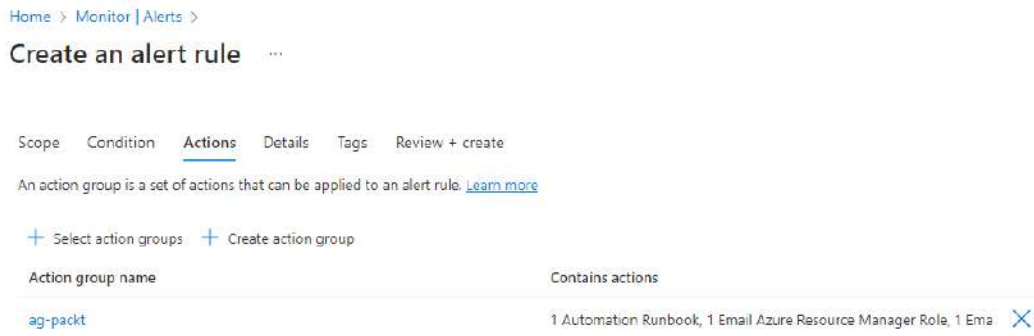 Home > Monitor | Alerts >
Create an alert rule ...
Scope Condition Actions Details Tags Review + create
An action group is a set of actions that can be applied to an alert rule. Learn more
+ Select action groups + Create action group
Action group name Contains actions
ag-packt 1 Automation Runbook, 1 Email Azure Resource Manager Role, 1 Ema